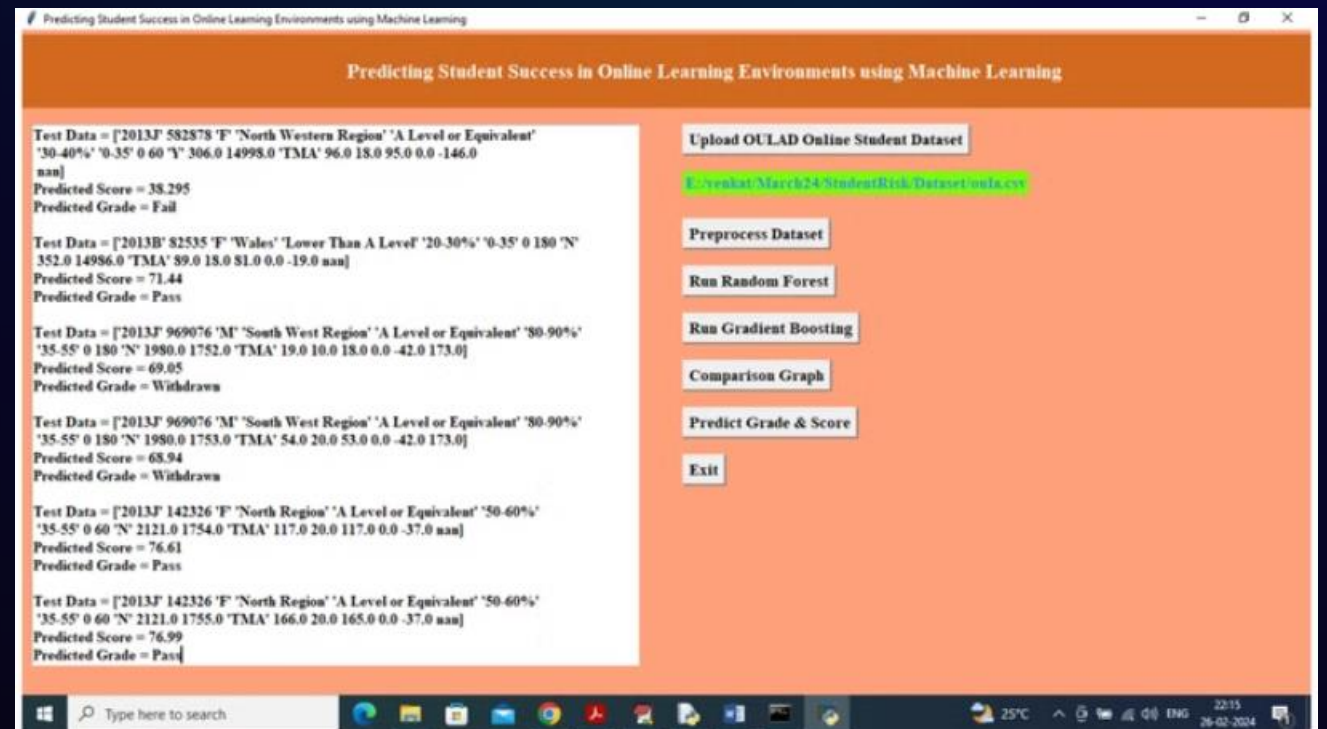 Predicting Student Success in Online Learning Environments using Machine Learning
Predicting Student Success in Online Learning Environments using Machine Learning
Test Data = ['2013J' 582878 'F' 'North Western Region' 'A Level or Equivalent'
'30-40%' '0-35' 0 60 'Y' 306.0 14998.0 'TMA' 96.0 18.0 95.0 0.0 -146.0
nan]
Predicted Score = 38.295
Predicted Grade = Fail
Test Data = ['2013B' 82535 'F' 'Wales' 'Lower Than A Level' '20-30%' '0-35' 0 180 'N'
352.0 14986.0 'TMA' 89.0 18.0 81.0 0.0 -19.0 nan]
Predicted Score = 71.44
Predicted Grade = Pass
Test Data = ['2013J' 969076 'M' 'South West Region' 'A Level or Equivalent' '80-90%'
'35-55' 0 180 'N' 1980.0 1752.0 'TMA' 19.0 10.0 18.0 0.0 -42.0 173.0]
Predicted Score = 69.05
Predicted Grade = Withdrawn
Test Data = ['2013J' 969076 'M' 'South West Region' 'A Level or Equivalent' '80-90%'
'35-55' 0 180 'N' 1980.0 1753.0 'TMA' 54.0 20.0 53.0 0.0 -42.0 173.0]
Predicted Score = 68.94
Predicted Grade = Withdrawn
Test Data = ['2013J' 142326 'F' 'North Region' 'A Level or Equivalent' '50-60%'
'35-55' 0 60 'N' 2121.0 1754.0 'TMA' 117.0 20.0 117.0 0.0 -37.0 nan]
Predicted Score = 76.61
Predicted Grade = Pass
Test Data = ['2013J' 142326 'F' 'North Region' 'A Level or Equivalent' '50-60%'
'35-55' 0 60 'N' 2121.0 1755.0 'TMA' 166.0 20.0 165.0 0.0 -37.0 nan]
Predicted Score = 76.99
Predicted Grade = Pass
Upload OULAD Online Student Dataset
E:/venkat/March24/StudentRisk/Dataset/oula.csv
Preprocess Dataset
Run Random Forest
Run Gradient Boosting
Comparison Graph
Predict Grade & Score
Exit
Type here to search
25°C
ENG
22:15
26-02-2024